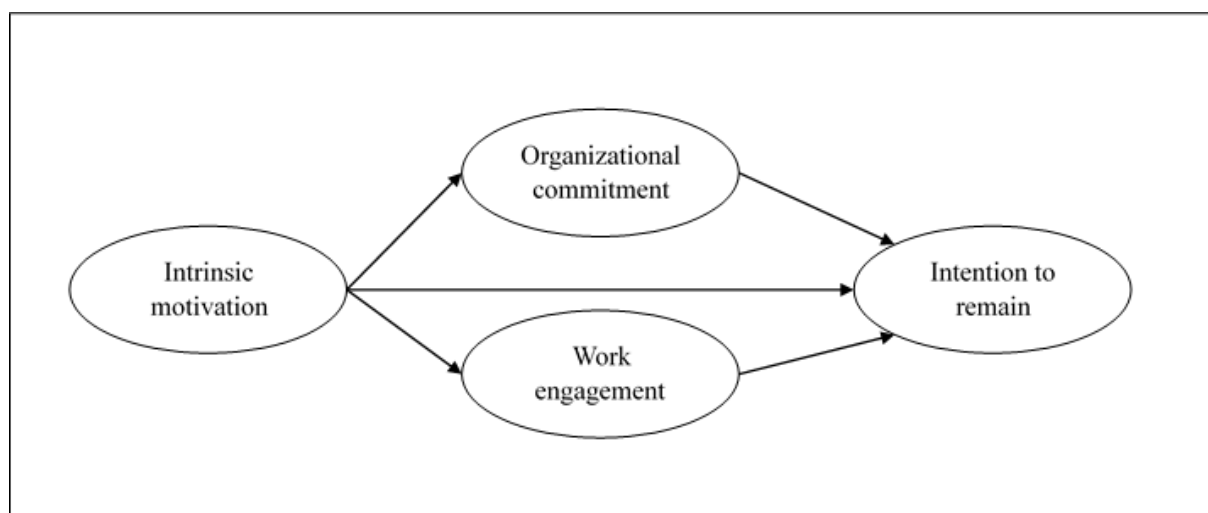 Organizational
commitment
Intrinsic
motivation
Intention to
remain
Work
engagement